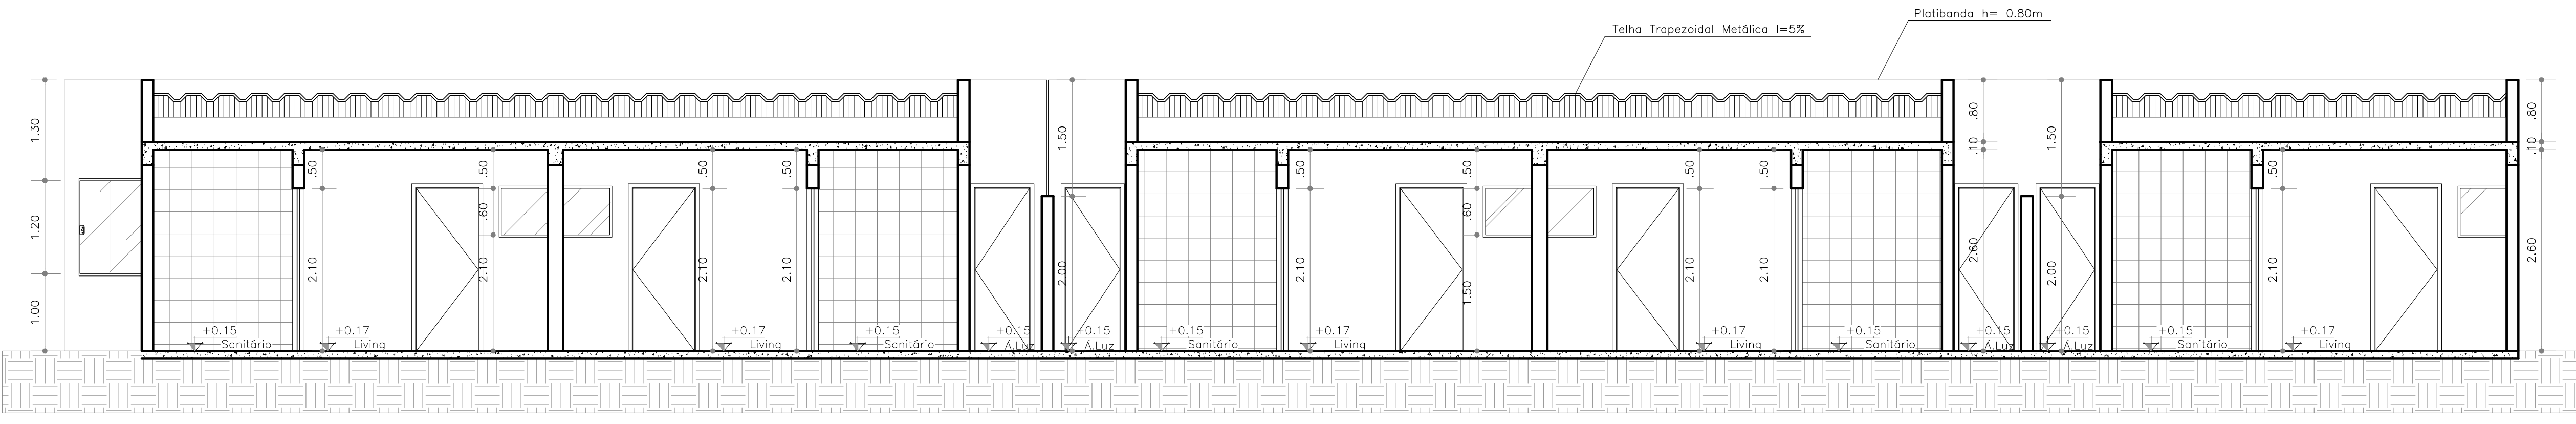 Platibanda h= 0.80m
Telha Trapezoidal Metálica I=5%
1.30
1.20
1.00
.50
2.10
.50
.60
2.10
.50
2.10
.50
2.10
1.50
2.00
.50
2.10
.50
.60
1.50
.50
2.10
.50
2.10
.80
.10
2.60
1.50
2.00
.50
2.10
.80
.10
2.60
+0.15
Sanitário
+0.17
Living
+0.17
Living
+0.15
Sanitário
+0.15
A.Luz
+0.15
A.Luz
+0.15
Sanitário
+0.17
Living
+0.17
Living
+0.15
Sanitário
+0.15
A.Luz
+0.15
A.Luz
+0.15
Sanitário
+0.17
Living